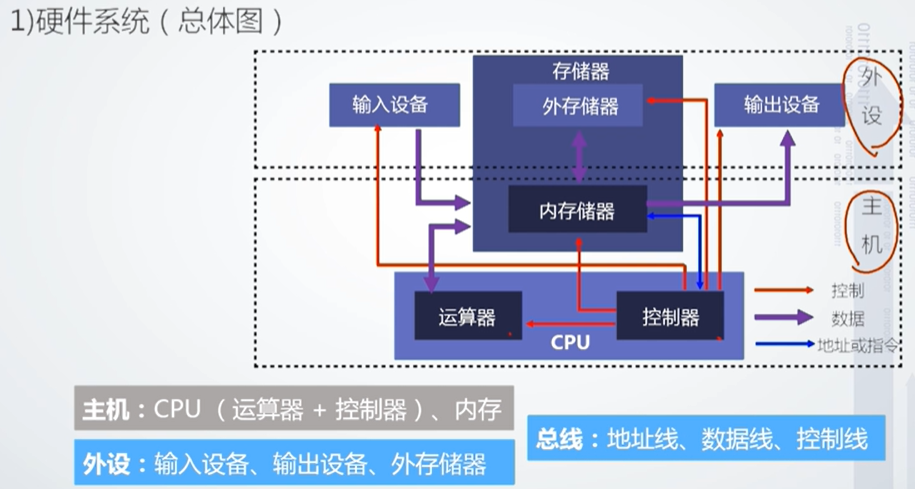 1)硬件系统（总体图）
存储器
输入设备
外存储器
输出设备
外
设
内存储器
主
机
运算器
控制器
CPU
控制
数据
地址或指令
主机：CPU（运算器 + 控制器）、内存
总线：地址线、数据线、控制线
外设：输入设备、输出设备、外存储器